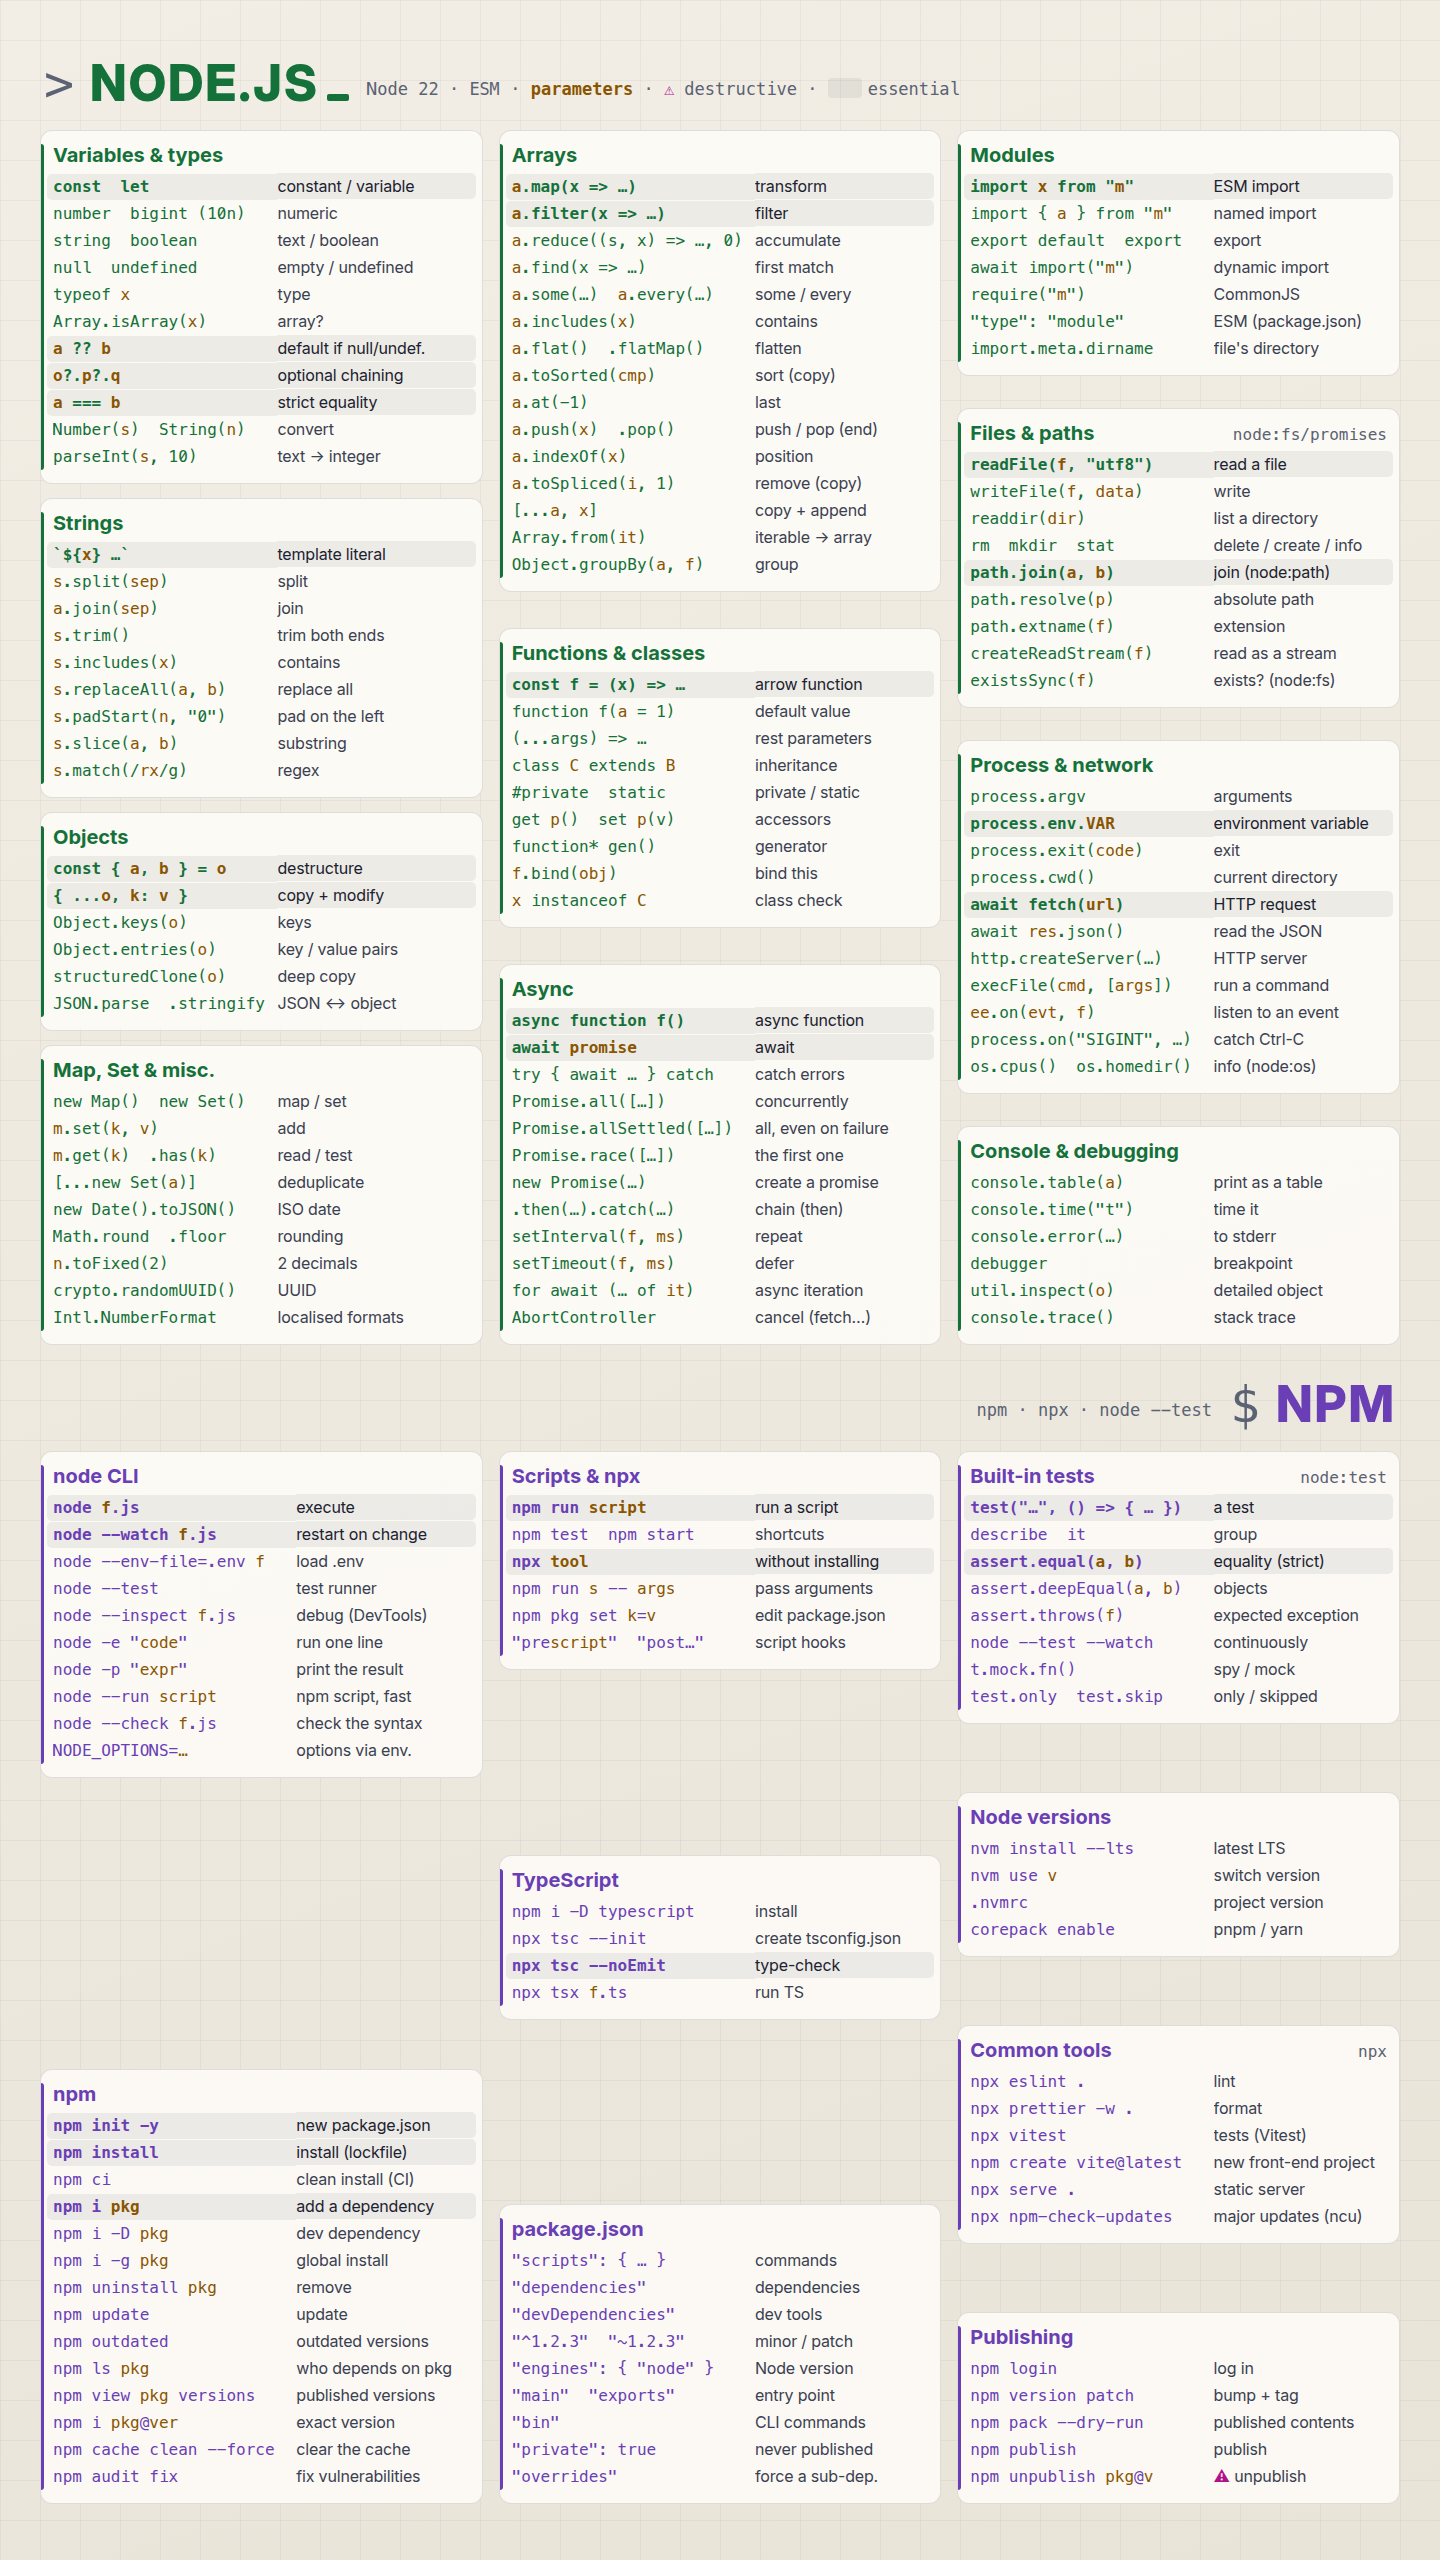 > NODE.JS_ Node 22 · ESM · parameters · ⚠ destructive · essential
Variables & types
const  let  constant / variable
number  bigint (10n)  numeric
string  boolean  text / boolean
null  undefined  empty / undefined
typeof x  type
Array.isArray(x)  array?
a ?? b  default if null/undef.
o?.p?.q  optional chaining
a === b  strict equality
Number(s)  String(n)  convert
parseInt(s, 10)  text → integer
Strings
`${x} …`  template literal
s.split(sep)  split
a.join(sep)  join
s.trim()  trim both ends
s.includes(x)  contains
s.replaceAll(a, b)  replace all
s.padStart(n, "0")  pad on the left
s.slice(a, b)  substring
s.match(/rx/g)  regex
Objects
const { a, b } = o  destructure
{ ...o, k: v }  copy + modify
Object.keys(o)  keys
Object.entries(o)  key / value pairs
structuredClone(o)  deep copy
JSON.parse  .stringify  JSON ↔ object
Map, Set & misc.
new Map()  new Set()  map / set
m.set(k, v)  add
m.get(k)  .has(k)  read / test
[...new Set(a)]  deduplicate
new Date().toJSON()  ISO date
Math.round  .floor  rounding
n.toFixed(2)  2 decimals
crypto.randomUUID()  UUID
Intl.NumberFormat  localised formats
Arrays
a.map(x => …)  transform
a.filter(x => …)  filter
a.reduce((s, x) => …, 0)  accumulate
a.find(x => …)  first match
a.some(…)  a.every(…)  some / every
a.includes(x)  contains
a.flat()  .flatMap()  flatten
a.toSorted(cmp)  sort (copy)
a.at(-1)  last
a.push(x)  .pop()  push / pop (end)
a.indexOf(x)  position
a.toSpliced(i, 1)  remove (copy)
[...a, x]  copy + append
Array.from(it)  iterable → array
Object.groupBy(a, f)  group
Functions & classes
const f = (x) => …  arrow function
function f(a = 1)  default value
(...args) => …  rest parameters
class C extends B  inheritance
#private  static  private / static
get p()  set p(v)  accessors
function* gen()  generator
f.bind(obj)  bind this
x instanceof C  class check
Async
async function f()  async function
await promise  await
try { await … } catch  catch errors
Promise.all([…])  concurrently
Promise.allSettled([…])  all, even on failure
Promise.race([…])  the first one
new Promise(…)  create a promise
.then(…).catch(…)  chain (then)
setInterval(f, ms)  repeat
setTimeout(f, ms)  defer
for await (… of it)  async iteration
AbortController  cancel (fetch…)
Modules
import x from "m"  ESM import
import { a } from "m"  named import
export default  export  export
await import("m")  dynamic import
require("m")  CommonJS
"type": "module"  ESM (package.json)
import.meta.dirname  file's directory
Files & paths  node:fs/promises
readFile(f, "utf8")  read a file
writeFile(f, data)  write
readdir(dir)  list a directory
rm  mkdir  stat  delete / create / info
path.join(a, b)  join (node:path)
path.resolve(p)  absolute path
path.extname(f)  extension
createReadStream(f)  read as a stream
existsSync(f)  exists? (node:fs)
Process & network
process.argv  arguments
process.env.VAR  environment variable
process.exit(code)  exit
process.cwd()  current directory
await fetch(url)  HTTP request
await res.json()  read the JSON
http.createServer(…)  HTTP server
execFile(cmd, [args])  run a command
ee.on(evt, f)  listen to an event
process.on("SIGINT", …)  catch Ctrl-C
os.cpus()  os.homedir()  info (node:os)
Console & debugging
console.table(a)  print as a table
console.time("t")  time it
console.error(…)  to stderr
debugger  breakpoint
util.inspect(o)  detailed object
console.trace()  stack trace
npm · npx · node --test $ NPM
node CLI
node f.js  execute
node --watch f.js  restart on change
node --env-file=.env f  load .env
node --test  test runner
node --inspect f.js  debug (DevTools)
node -e "code"  run one line
node -p "expr"  print the result
node --run script  npm script, fast
node --check f.js  check the syntax
NODE_OPTIONS=…  options via env.
npm
npm init -y  new package.json
npm install  install (lockfile)
npm ci  clean install (CI)
npm i pkg  add a dependency
npm i -D pkg  dev dependency
npm i -g pkg  global install
npm uninstall pkg  remove
npm update  update
npm outdated  outdated versions
npm ls pkg  who depends on pkg
npm view pkg versions  published versions
npm i pkg@ver  exact version
npm cache clean --force  clear the cache
npm audit fix  fix vulnerabilities
Scripts & npx
npm run script  run a script
npm test  npm start  shortcuts
npx tool  without installing
npm run s -- args  pass arguments
npm pkg set k=v  edit package.json
"prescript"  "post…"  script hooks
TypeScript
npm i -D typescript  install
npx tsc --init  create tsconfig.json
npx tsc --noEmit  type-check
npx tsx f.ts  run TS
package.json
"scripts": { … }  commands
"dependencies"  dependencies
"devDependencies"  dev tools
"^1.2.3"  "~1.2.3"  minor / patch
"engines": { "node" }  Node version
"main"  "exports"  entry point
"bin"  CLI commands
"private": true  never published
"overrides"  force a sub-dep.
Built-in tests  node:test
test("…", () => { … })  a test
describe  it  group
assert.equal(a, b)  equality (strict)
assert.deepEqual(a, b)  objects
assert.throws(f)  expected exception
node --test --watch  continuously
t.mock.fn()  spy / mock
test.only  test.skip  only / skipped
Node versions
nvm install --lts  latest LTS
nvm use v  switch version
.nvmrc  project version
corepack enable  pnpm / yarn
Common tools  npx
npx eslint .  lint
npx prettier -w .  format
npx vitest  tests (Vitest)
npm create vite@latest  new front-end project
npx serve .  static server
npx npm-check-updates  major updates (ncu)
Publishing
npm login  log in
npm version patch  bump + tag
npm pack --dry-run  published contents
npm publish  publish
npm unpublish pkg@v  ⚠ unpublish